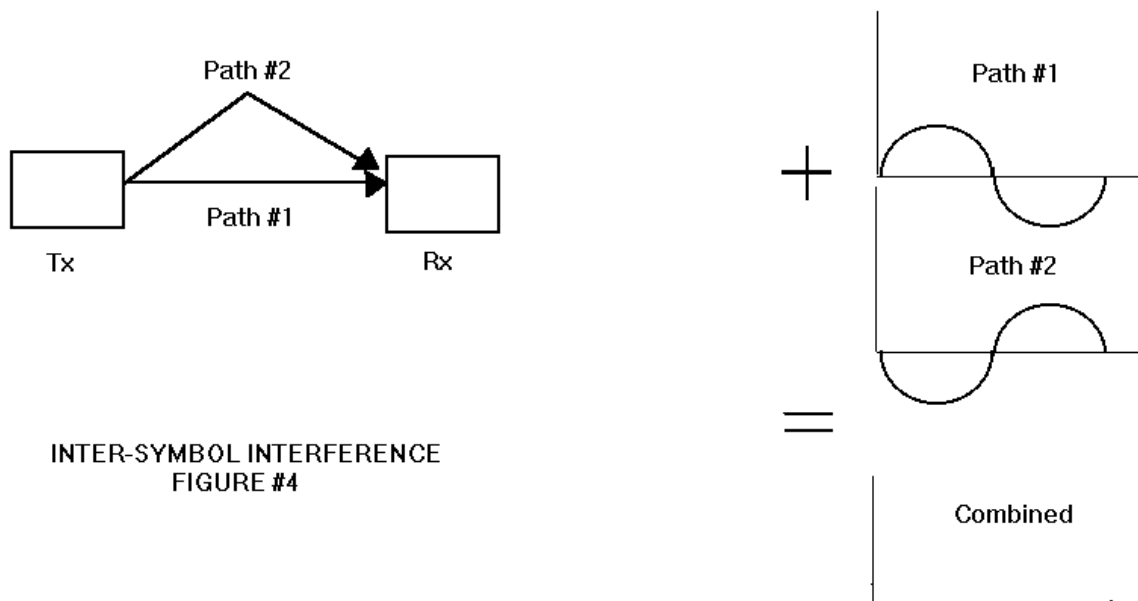 Path #2
Path #1
Tx
Rx
INTER-SYMBOL INTERFERENCE
FIGURE #4
Path #1
+
Path #2
=
Combined